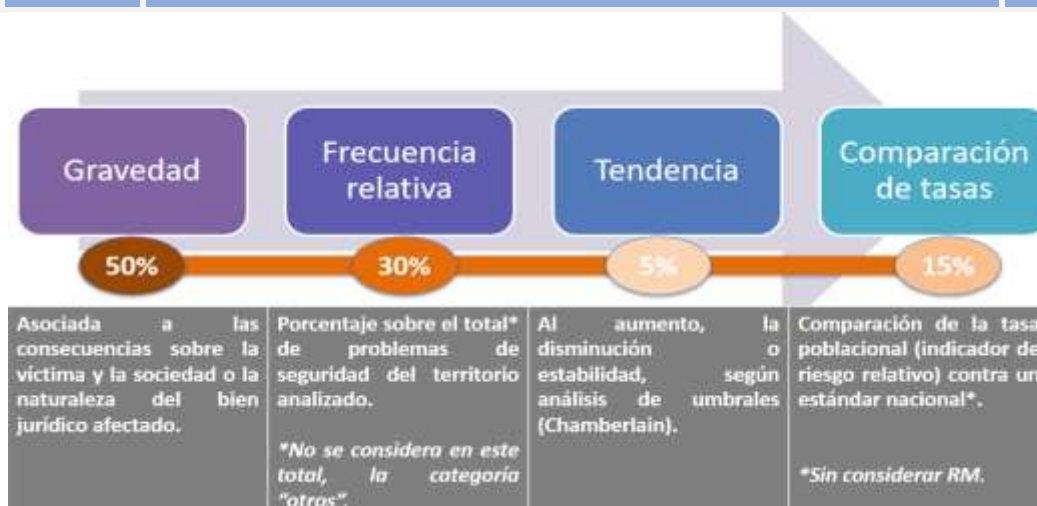 Gravedad
Frecuencia
relativa
Tendencia
Comparación
de tasas
50%
30%
5%
15%
Asociada a las
consecuencias sobre la
víctima y la sociedad o la
naturaleza del bien
jurídico afectado.
Porcentaje sobre el total*
de problemas de
seguridad del territorio
analizado.
*No se considera en este
total, la categoría
"otros".
Al aumento, la
disminución o
estabilidad, según
análisis de umbrales
(Chamberlain).
Comparación de la tasa
poblacional (indicador de
riesgo relativo) contra un
estándar nacional*.
*Sin considerar RM.